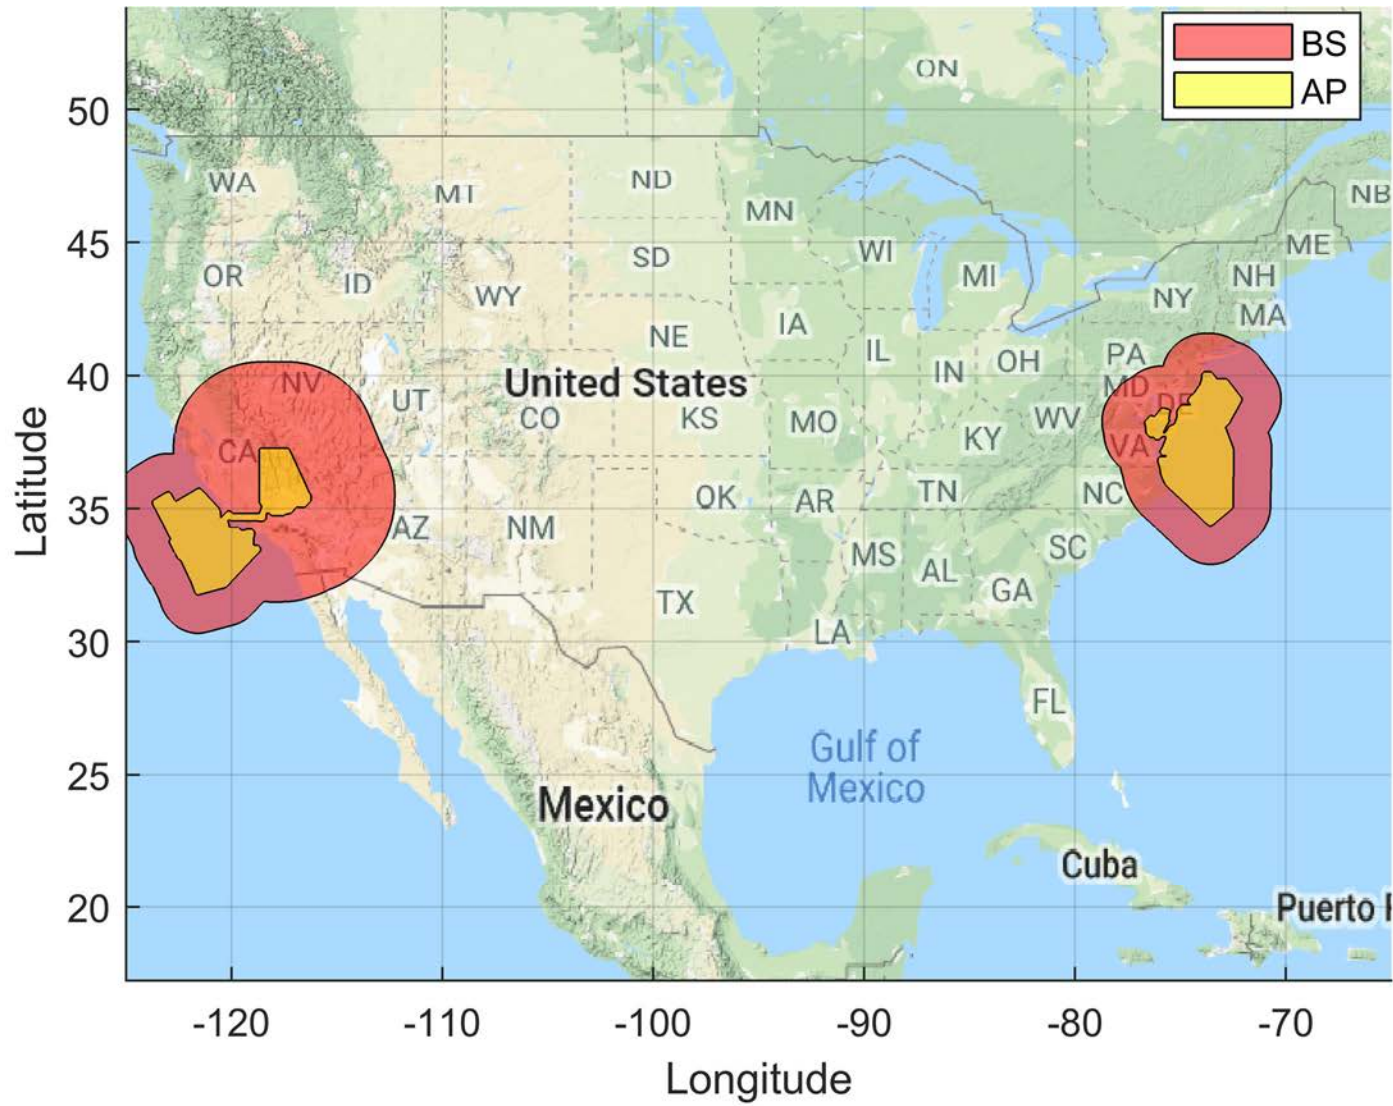 BS
AP
ON
50
WA
MT
ND
MN
NB
45
OR
ID
WY
SD
WI
MI
ME
NH
NY
MA
NE
IA
IL
IN
OH
PA
40
NV
UT
United States
CO
KS
MO
KY
WV
MD
DE
VA
CA
35
AZ
NM
OK
AR
TN
NC
MS
AL
SC
GA
TX
LA
30
FL
Gulf of
Mexico
25
Mexico
Cuba
20
Puerto
-120
-110
-100
-90
-80
-70
Longitude
Latitude